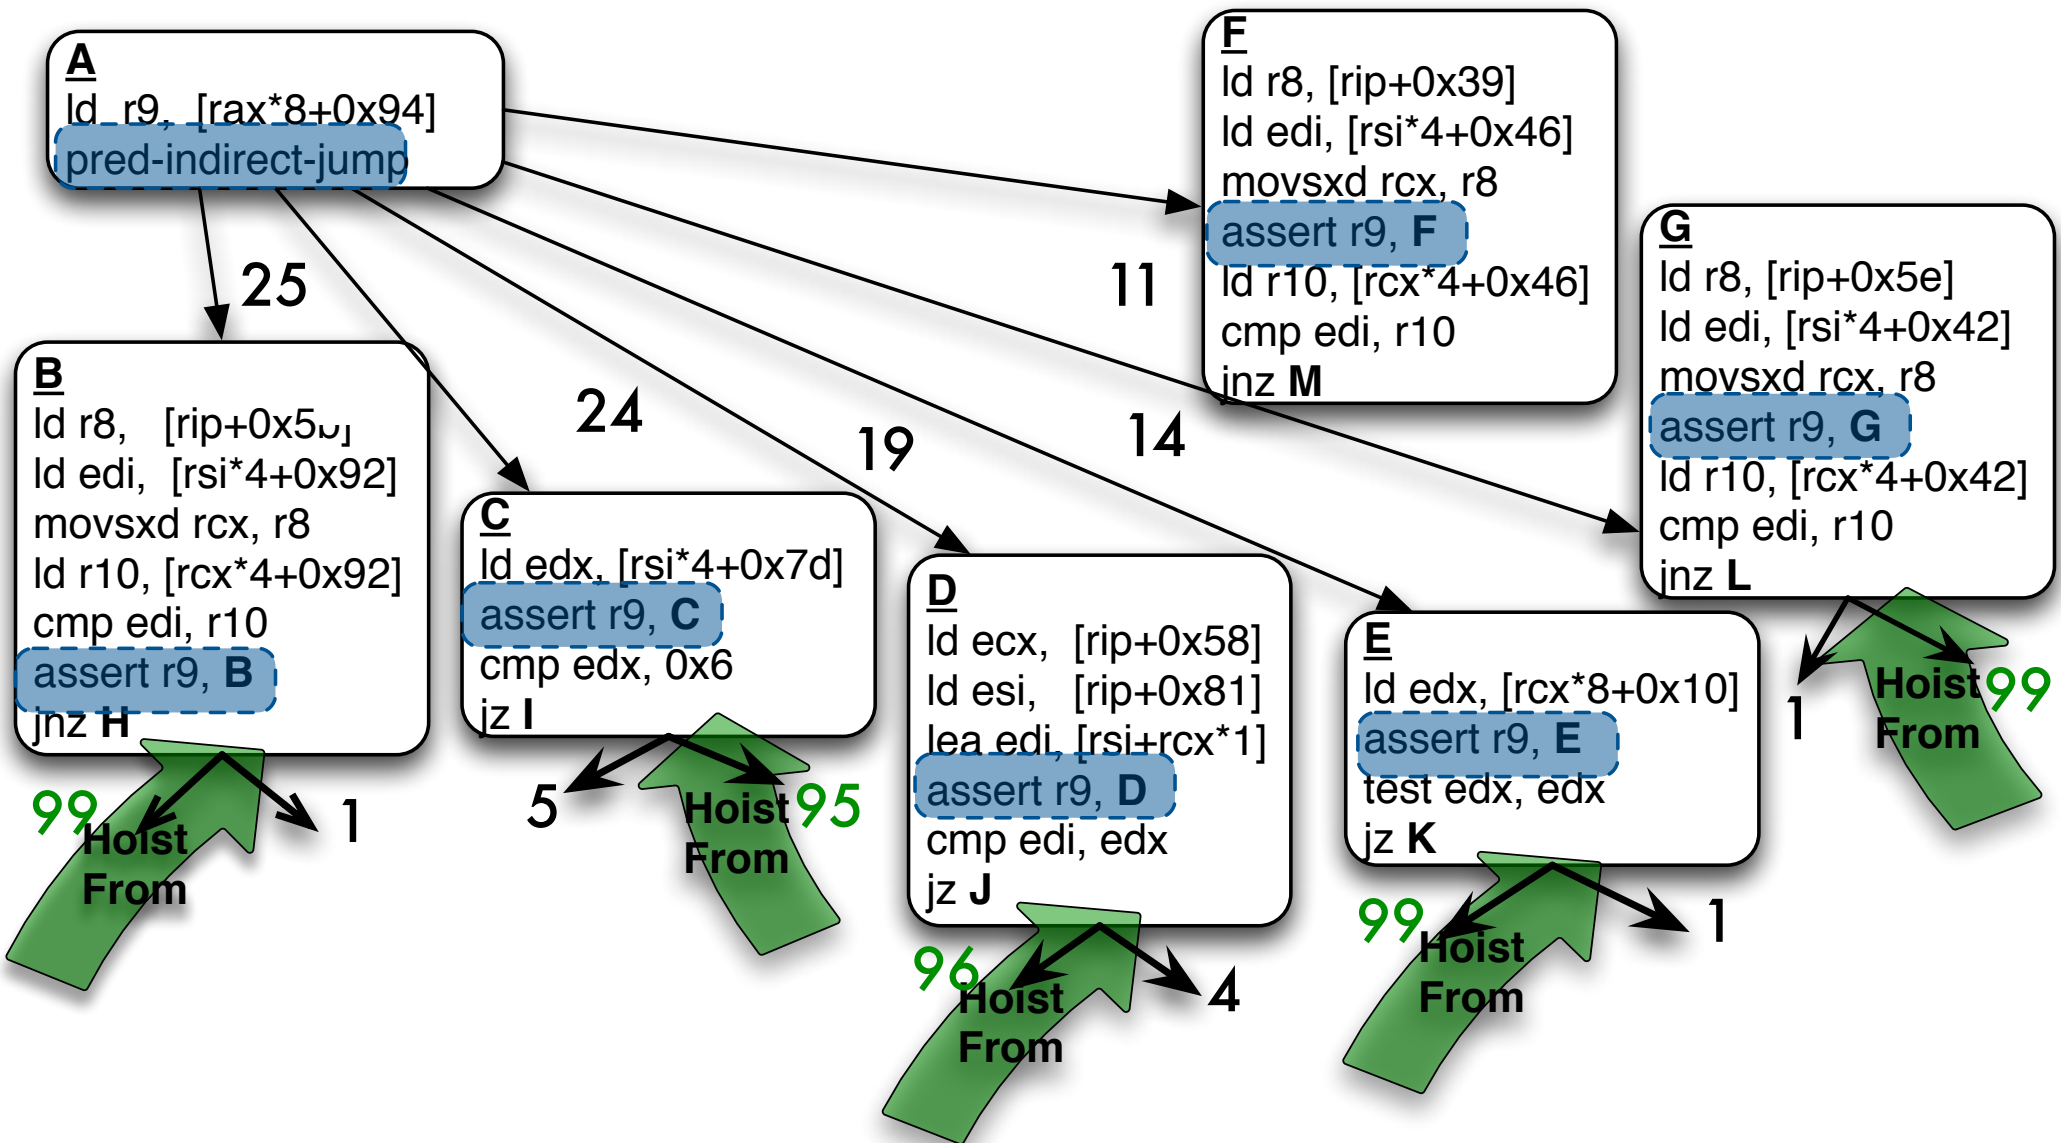 A
ld r9, [rax*8+0x94]
pred-indirect-jump
F
ld r8, [rip+0x39]
ld edi, [rsi*4+0x46]
movsxd rcx, r8
assert r9, F
ld r10, [rcx*4+0x46]
cmp edi, r10
jnz M
G
ld r8, [rip+0x5e]
ld edi, [rsi*4+0x42]
movsxd rcx, r8
assert r9, G
ld r10, [rcx*4+0x42]
cmp edi, r10
jnz L
25
24
19
14
11
B
ld r8,
ld edi, [rsi*4+0x92]
movsxd rcx, r8
ld r10, [rcx*4+0x92]
cmp edi, r10
assert r9, B
jnz H
C
ld edx, [rsi*4+0x7d]
assert r9, C
cmp edx, 0x6
jz I
D
ld ecx, [rip+0x58]
ld esi, [rip+0x81]
lea edi, [rsi+rcx*1]
assert r9, D
cmp edi, edx
jz J
E
ld edx, [rcx*8+0x10]
assert r9, E
test edx, edx
jz K
99
Hoist
From
1
5
Hoist
From
95
96
Hoist
From
4
99
Hoist
From
1
1
Hoist
From
99